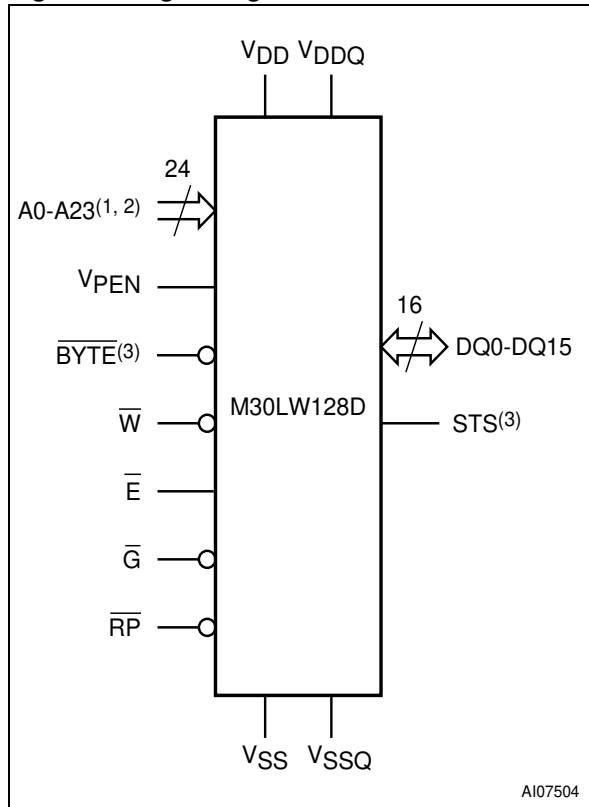 VDD VDDQ
24
A0-A23(1, 2)
VPEN
BYTE(3)
W
E
G
RP
M30LW128D
16
DQ0-DQ15
STS(3)
VSS VSSQ
AI07504